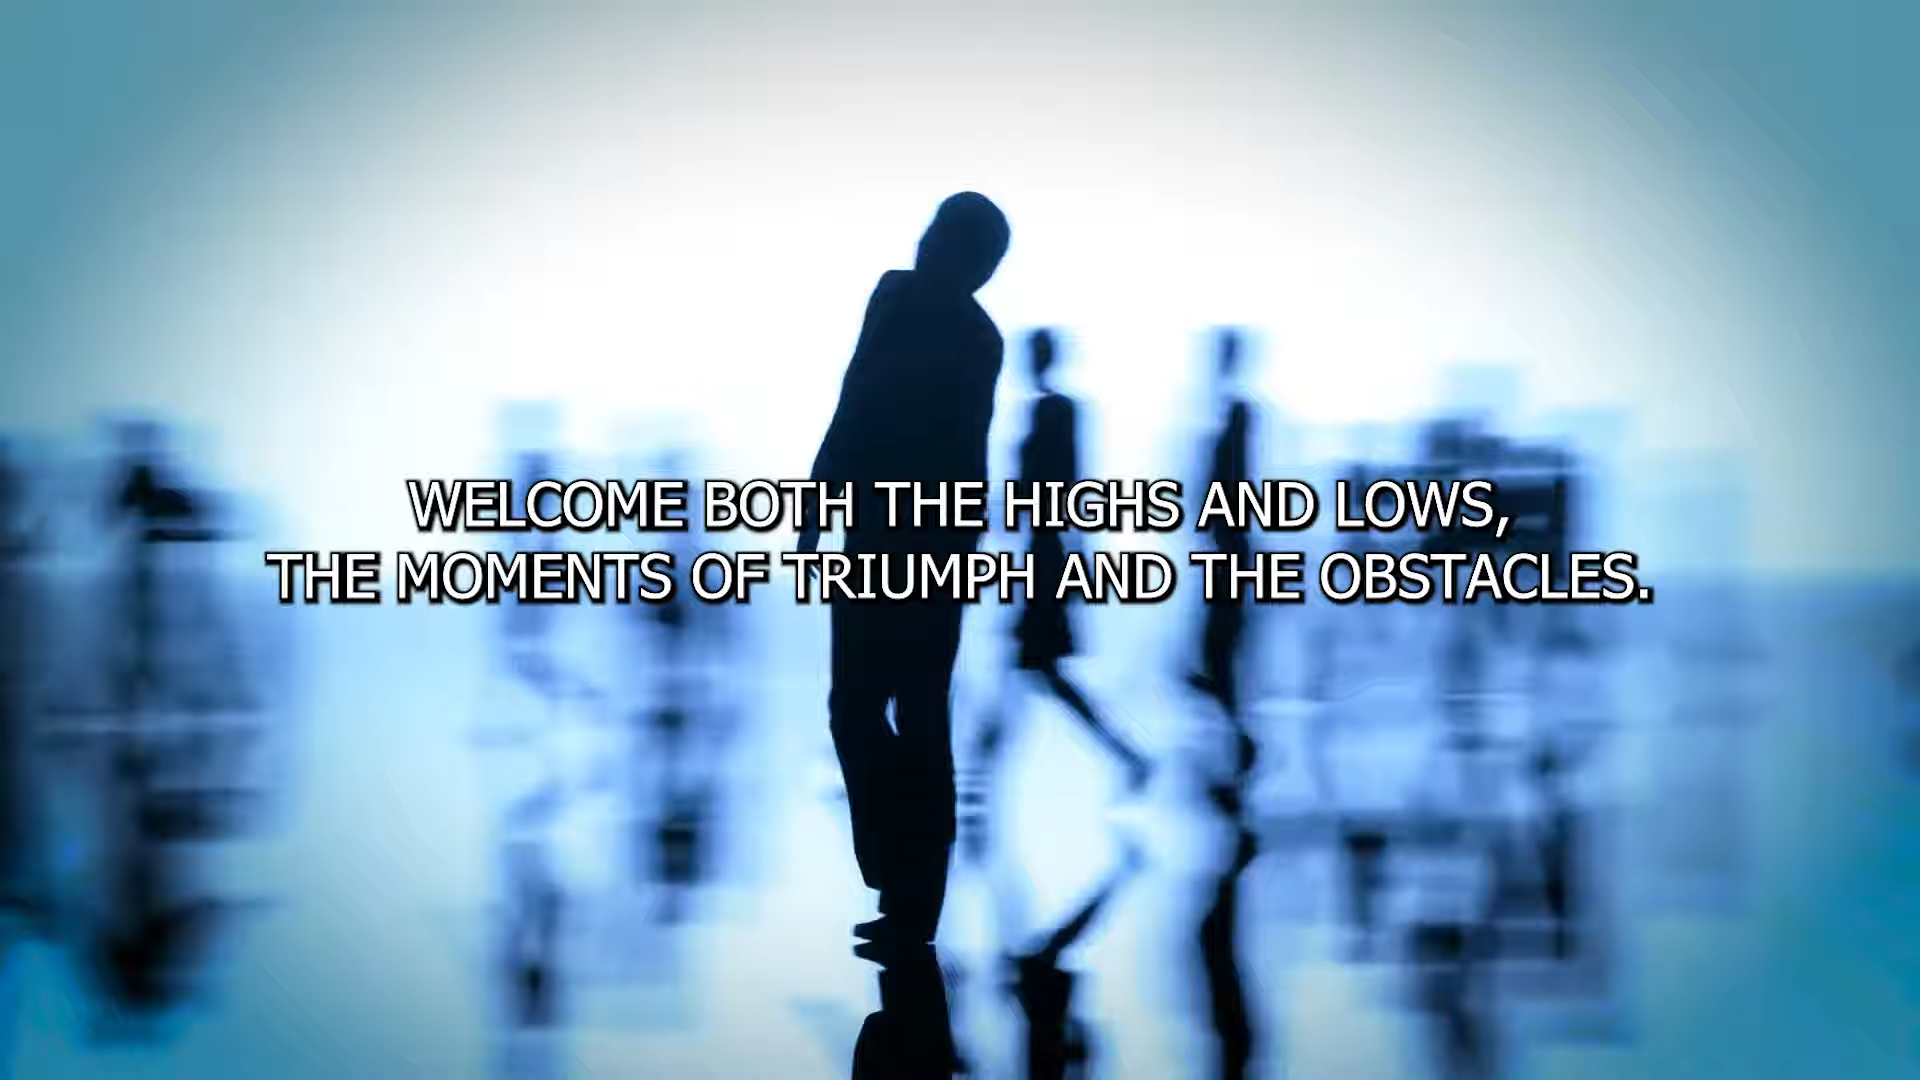 WELCOME BOTH THE HIGHS AND LOWS,
THE MOMENTS OF TRIUMPH AND THE OBSTACLES.